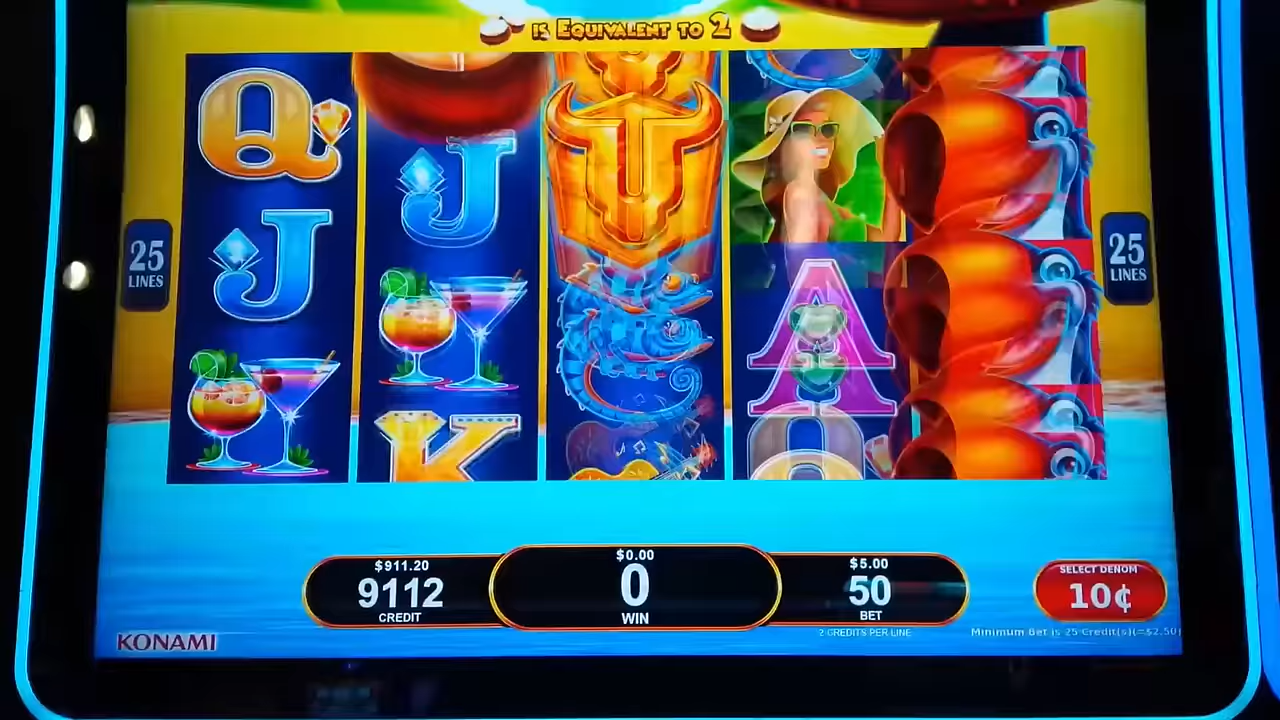 IS EQUIVALENT TO 2
Q
J
J
T
A
K
Q
25
LINES
25
LINES
$911.20
9112
CREDIT
$0.00
0
WIN
$5.00
50
BET
SELECT DENOM
10¢
2 CREDITS PER LINE
Minimum Bet is 25 Credit(s)(=$2.50)
KONAMI